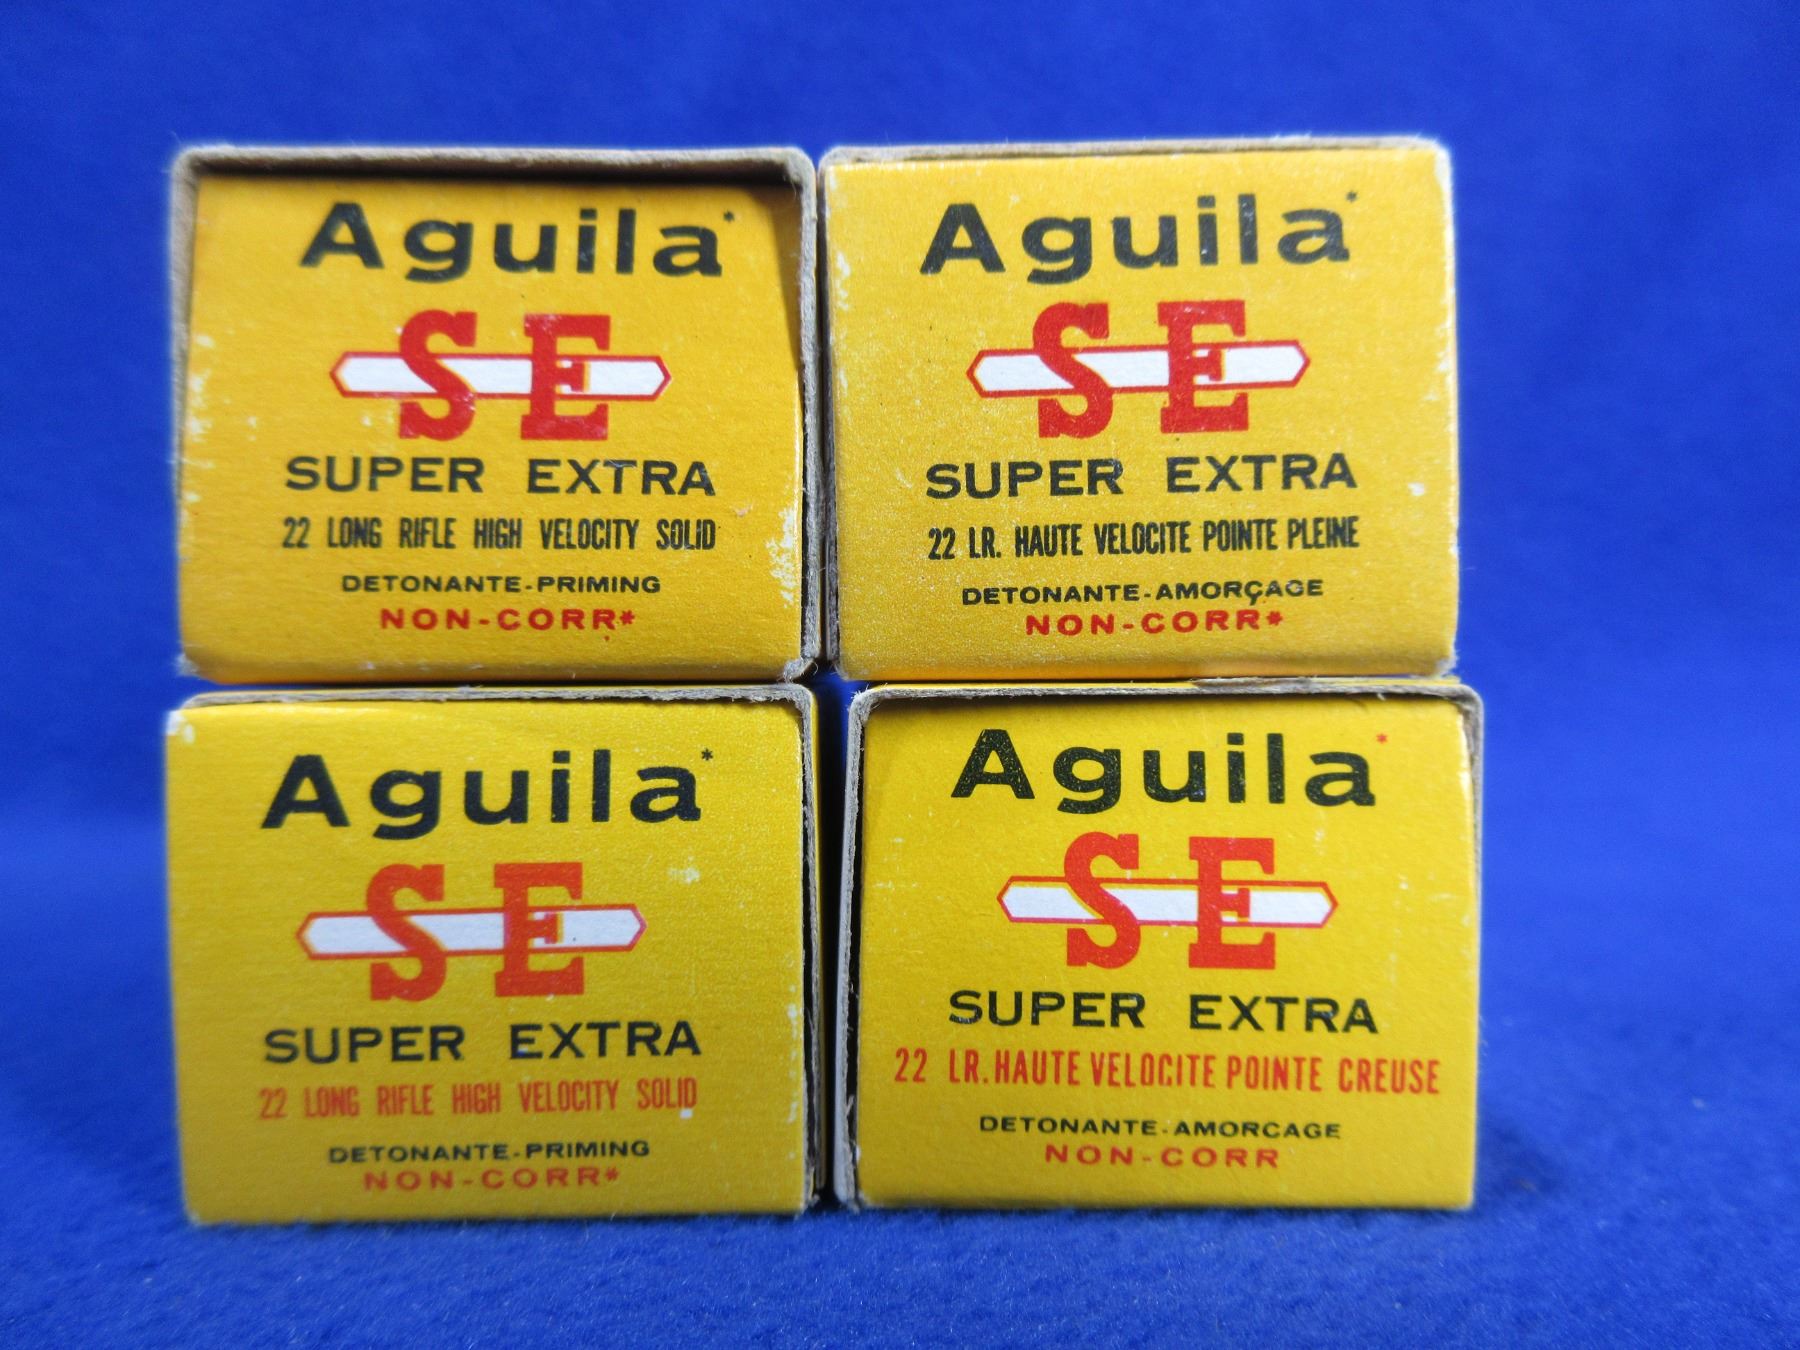 Aguila*
SE
SUPER EXTRA
22 LONG RIFLE HIGH VELOCITY SOLID
DETONANTE-PRIMING
NON-CORR*
Aguila*
SE
SUPER EXTRA
22 LR. HAUTE VELOCITE POINTE PLEINE
DETONANTE-AMORÇAGE
NON-CORR*
Aguila*
SE
SUPER EXTRA
22 LONG RIFLE HIGH VELOCITY SOLID
DETONANTE-PRIMING
NON-CORR*
Aguila*
SE
SUPER EXTRA
22 LR. HAUTE VELOCITE POINTE CREUSE
DETONANTE-AMORCAGE
NON-CORR